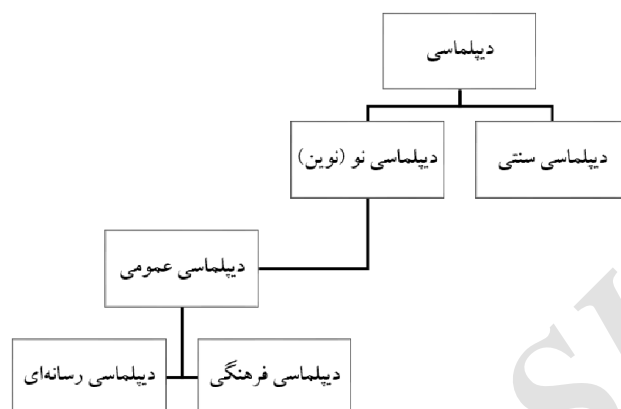 دیپلماسی
دیپلماسی سنتی
دیپلماسی نو (نوین)
دیپلماسی عمومی
دیپلماسی فرهنگی
دیپلماسی رسانه‌ای